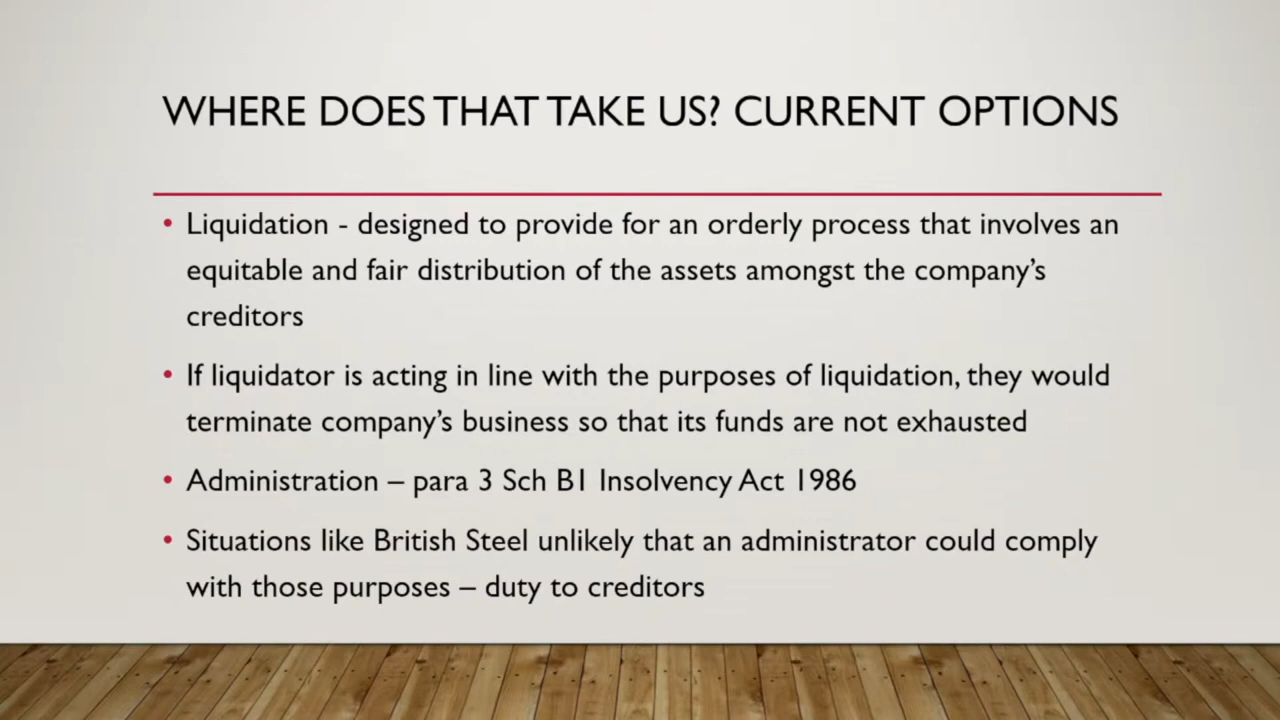 WHERE DOES THAT TAKE US? CURRENT OPTIONS
• Liquidation - designed to provide for an orderly process that involves an
equitable and fair distribution of the assets amongst the company’s
creditors
• If liquidator is acting in line with the purposes of liquidation, they would
terminate company’s business so that its funds are not exhausted
• Administration – para 3 Sch B1 Insolvency Act 1986
• Situations like British Steel unlikely that an administrator could comply
with those purposes – duty to creditors